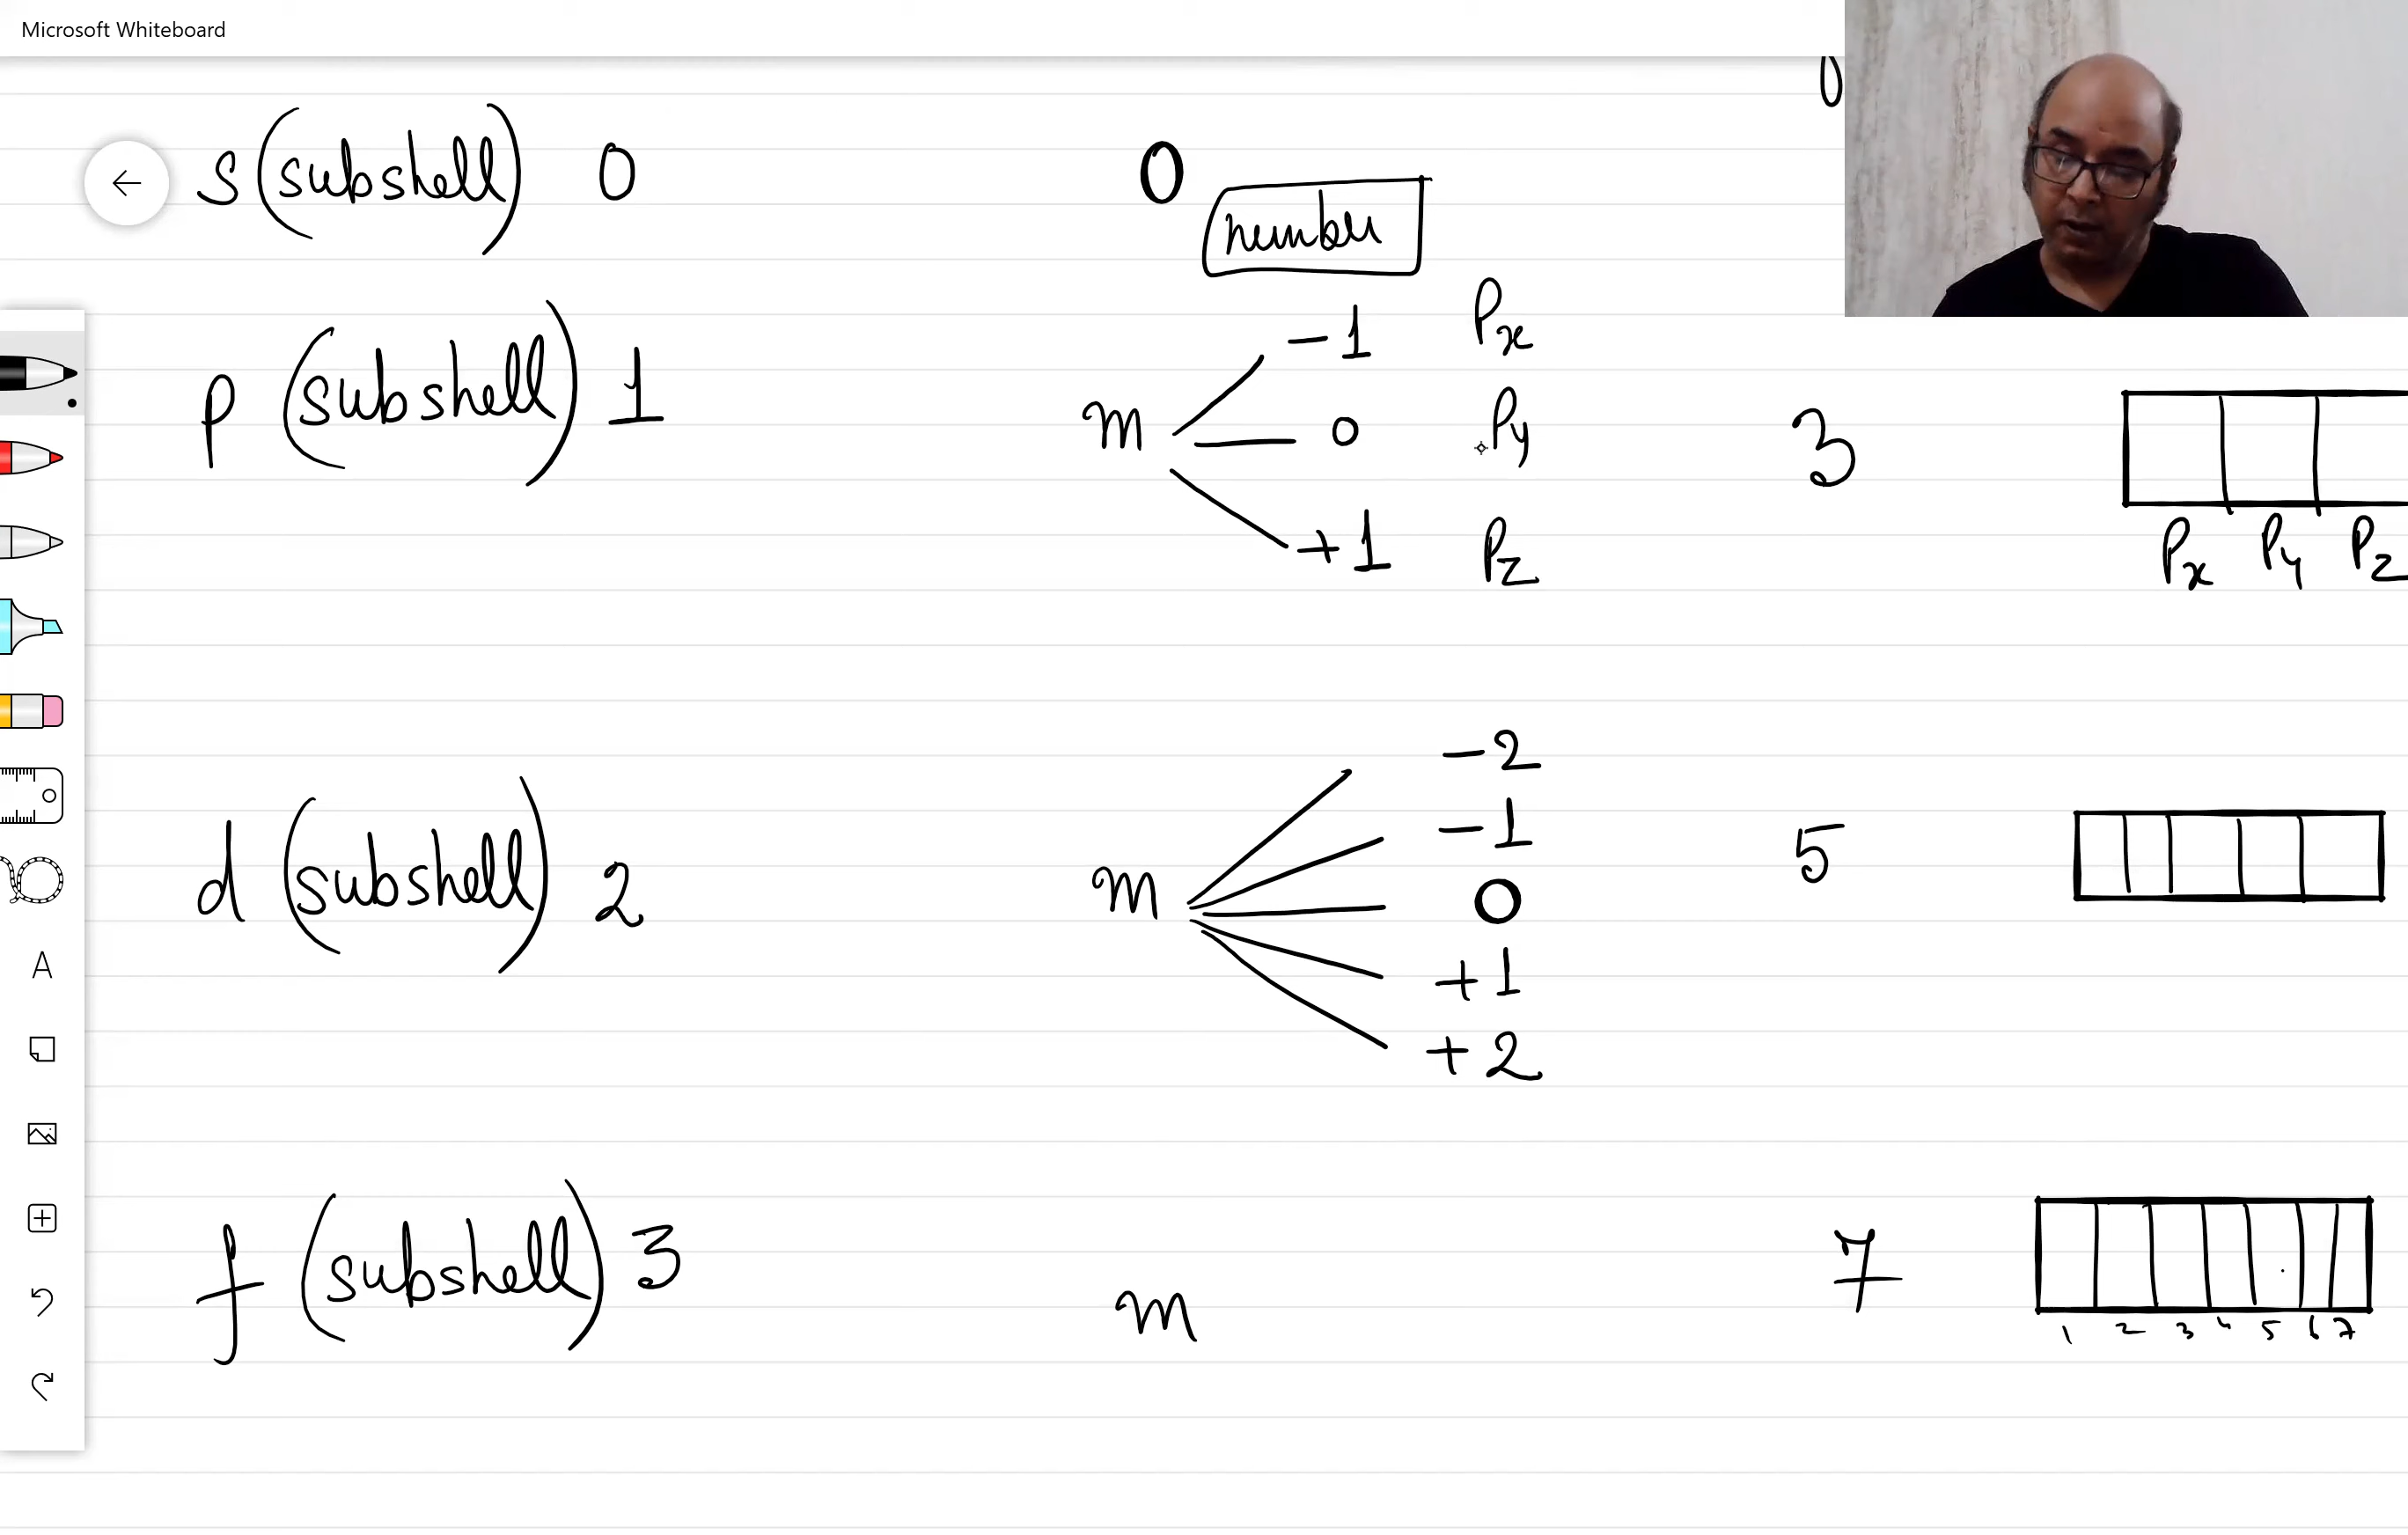 Microsoft Whiteboard
0
s (subshell) 0 0
number
p (subshell) 1 m -1 Px 3
0 Py
+1 Pz
Px Py Pz
d (subshell) 2 m -2 5
-1
0
+1
+2
f (subshell) 3 m 7
1 2 3 4 5 6 7
A